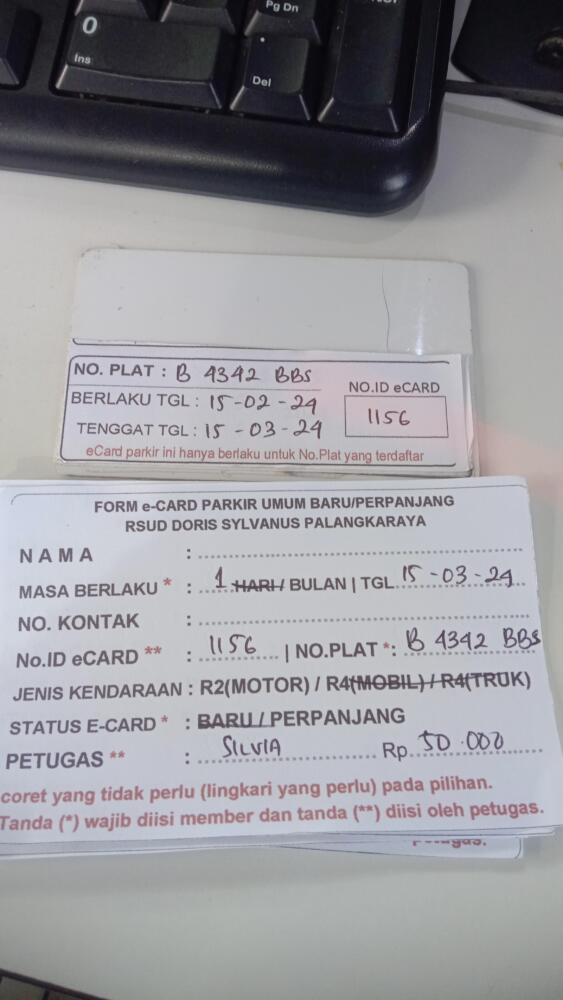 Pg Dn
0
Ins
.
Del
NO. PLAT : B 4342 BBS
NO.ID eCARD
BERLAKU TGL : 15-02-24
1156
TENGGAT TGL : 15-03-24
eCard parkir ini hanya berlaku untuk No.Plat yang terdaftar
FORM e-CARD PARKIR UMUM BARU/PERPANJANG
RSUD DORIS SYLVANUS PALANGKARAYA
NAMA :
MASA BERLAKU * : 1 HARI / BULAN | TGL 15-03-24
NO. KONTAK :
No.ID eCARD ** : 1156 | NO.PLAT *: B 4342 BBS
JENIS KENDARAAN : R2(MOTOR) / R4(MOBIL) / R4(TRUK)
STATUS E-CARD * : BARU / PERPANJANG
PETUGAS ** : SILVIA Rp. 50.000
coret yang tidak perlu (lingkari yang perlu) pada pilihan.
Tanda (*) wajib diisi member dan tanda (**) diisi oleh petugas.